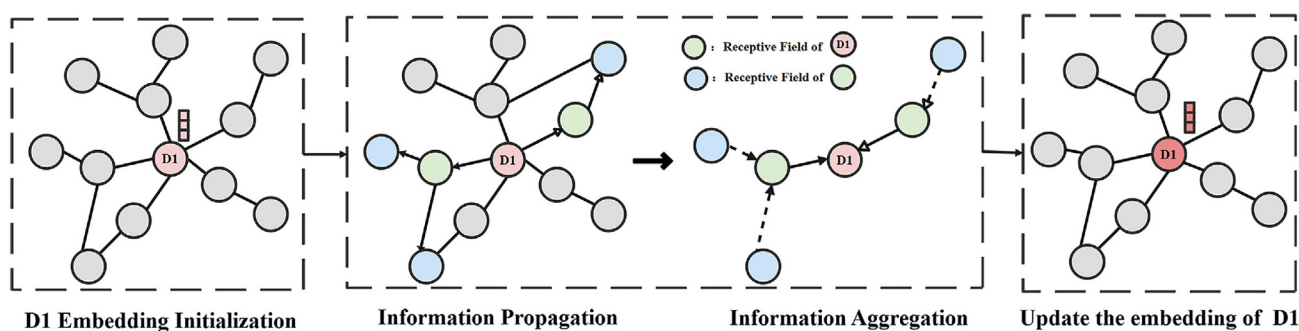 D1
D1
: Receptive Field of D1
: Receptive Field of
D1
D1
D1 Embedding Initialization
Information Propagation
Information Aggregation
Update the embedding of D1